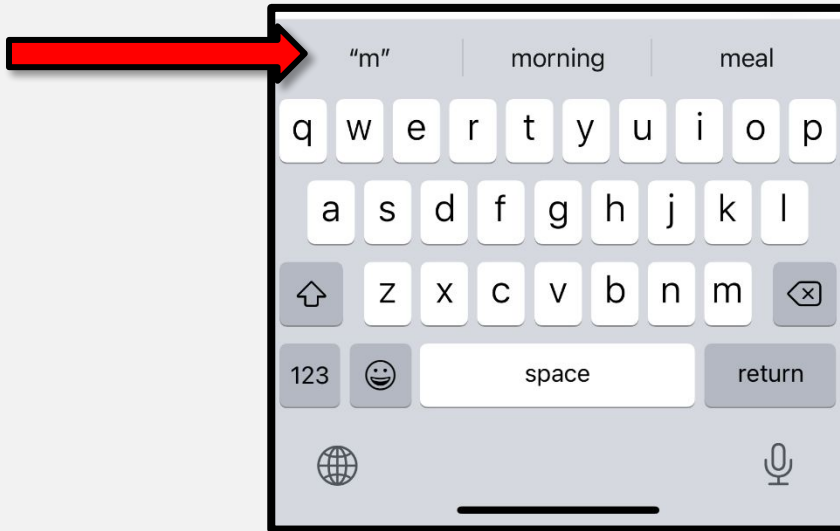 “m” morning meal
q w e r t y u i o p
a s d f g h j k l
z x c v b n m
123 space return